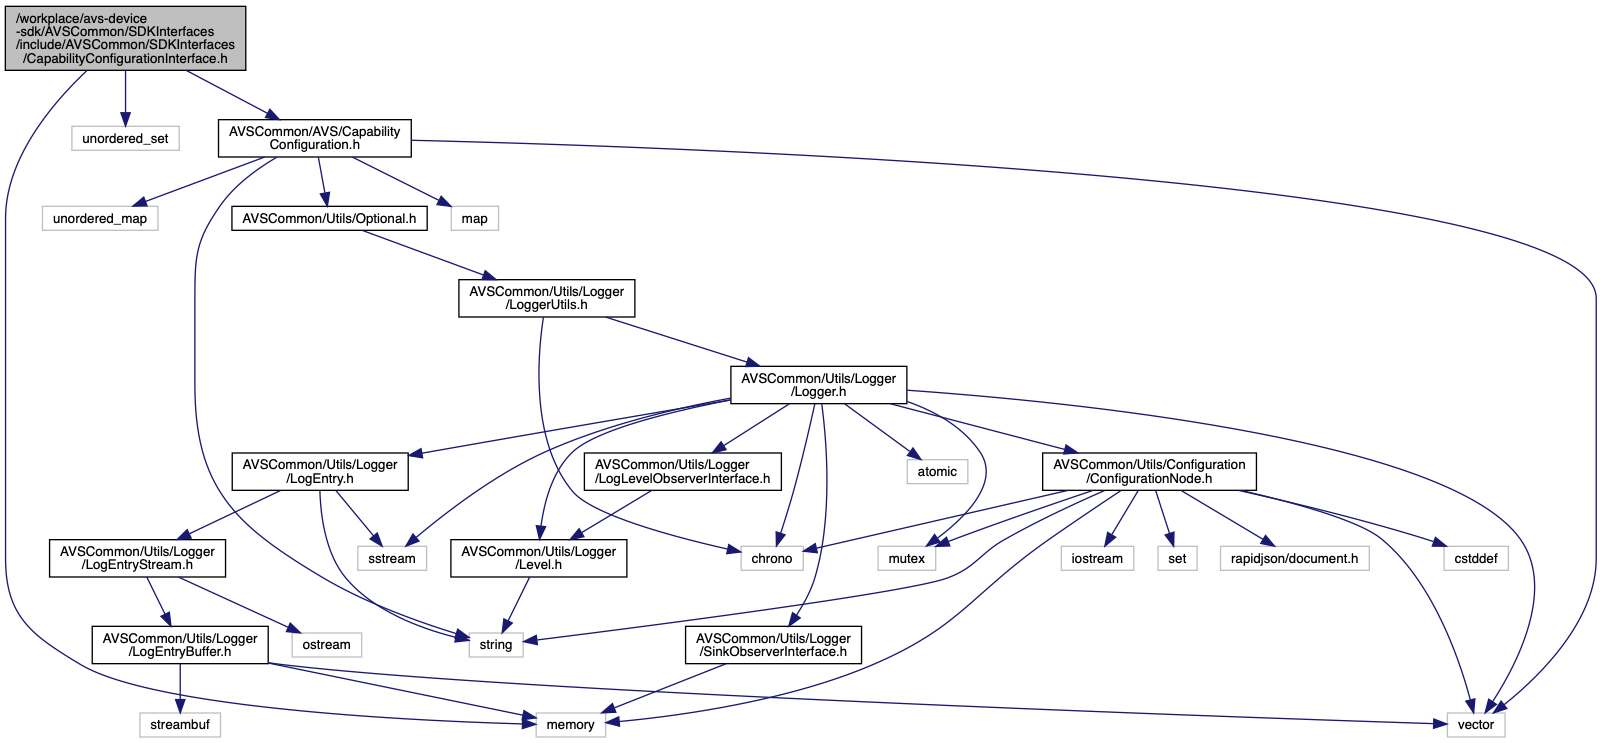 /workplace/avs-device
-sdk/AVSCommon/SDKInterfaces
/include/AVSCommon/SDKInterfaces
/CapabilityConfigurationInterface.h
unordered_set
AVSCommon/AVS/Capability
Configuration.h
unordered_map
AVSCommon/Utils/Optional.h
map
AVSCommon/Utils/Logger
/LoggerUtils.h
AVSCommon/Utils/Logger
/Logger.h
AVSCommon/Utils/Logger
/LogEntry.h
AVSCommon/Utils/Logger
/LogLevelObserverInterface.h
atomic
AVSCommon/Utils/Configuration
/ConfigurationNode.h
AVSCommon/Utils/Logger
/LogEntryStream.h
sstream
AVSCommon/Utils/Logger
/Level.h
chrono
mutex
iostream
set
rapidjson/document.h
cstddef
AVSCommon/Utils/Logger
/LogEntryBuffer.h
ostream
string
AVSCommon/Utils/Logger
/SinkObserverInterface.h
streambuf
memory
vector